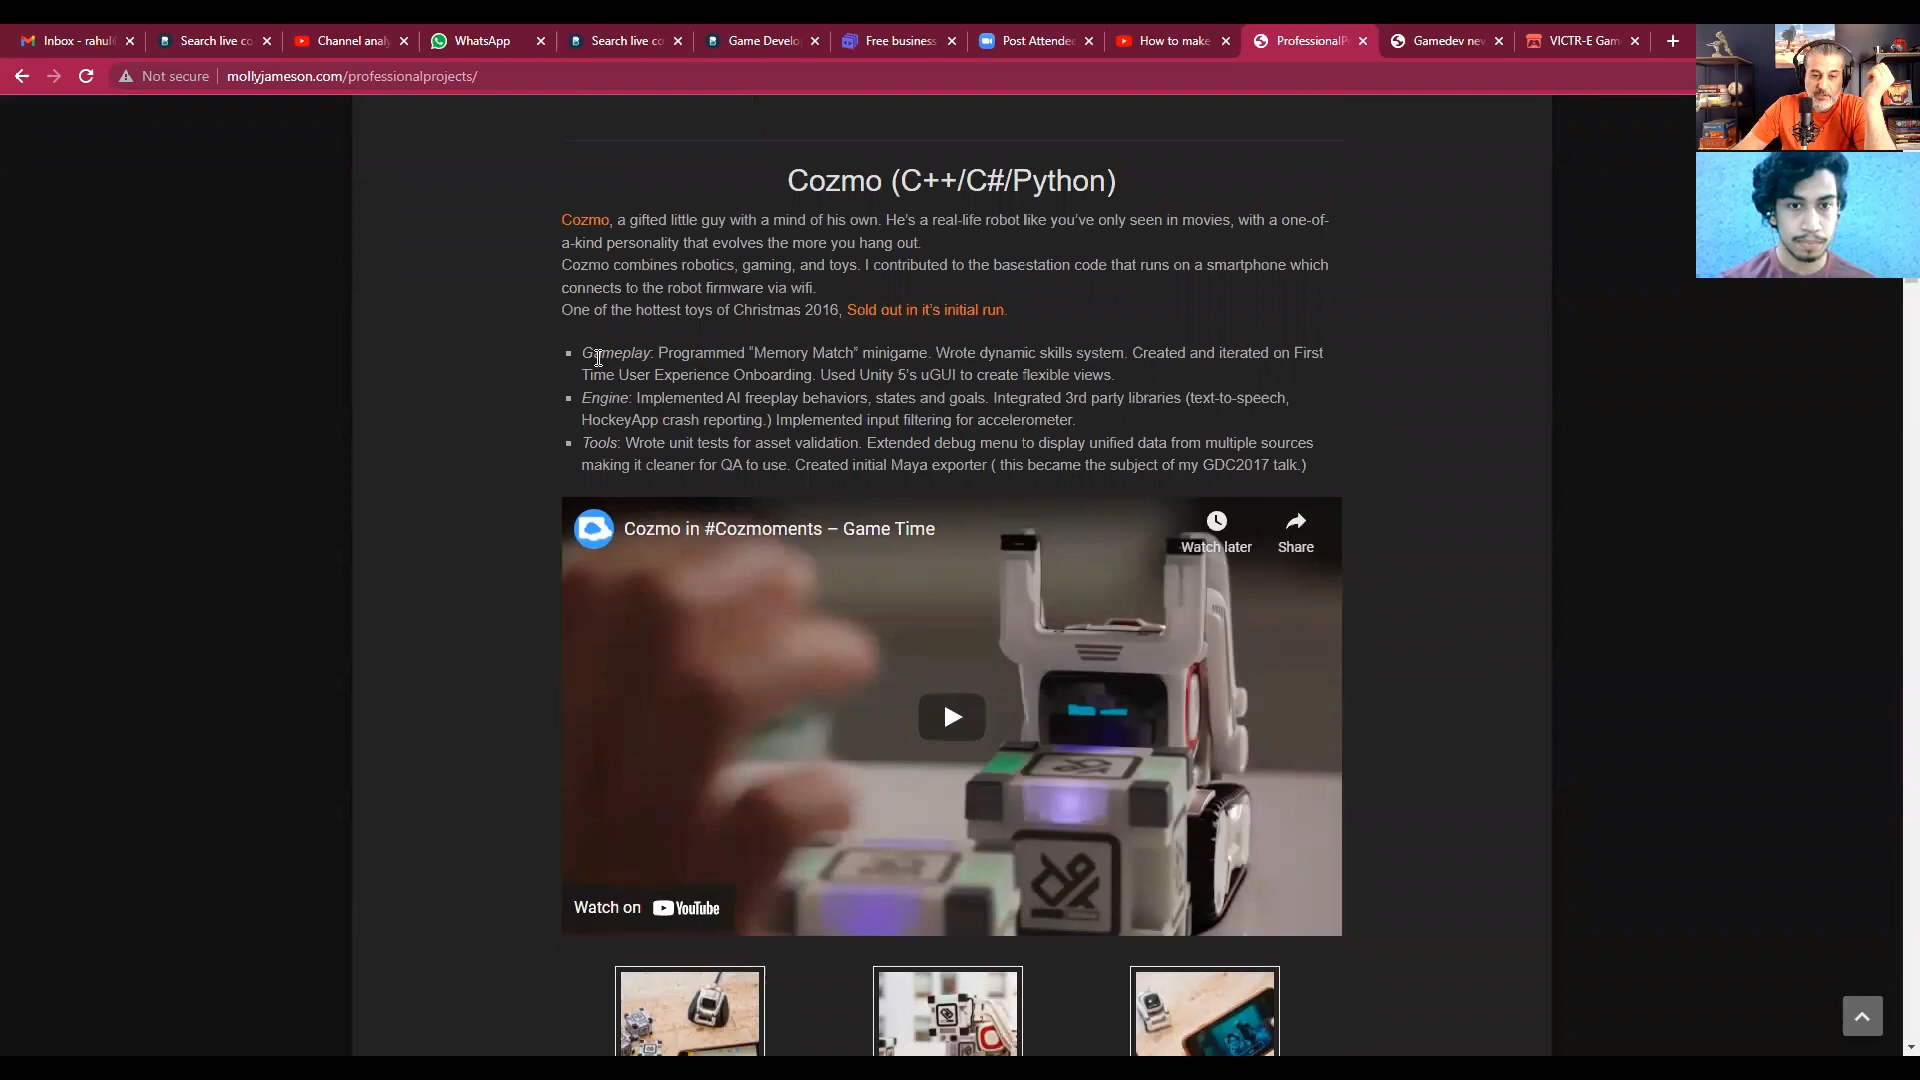 Inbox - rahul
Search live co
Channel anal
WhatsApp
Search live co
Game Develo
Free business
Post Attende
How to make
ProfessionalP
Gamedev nev
VICTR-E Gam
Not secure
mollyjameson.com/professionalprojects/
Cozmo (C++/C#/Python)
Cozmo, a gifted little guy with a mind of his own. He's a real-life robot like you've only seen in movies, with a one-of-
a-kind personality that evolves the more you hang out.
Cozmo combines robotics, gaming, and toys. I contributed to the basestation code that runs on a smartphone which
connects to the robot firmware via wifi.
One of the hottest toys of Christmas 2016, Sold out in it's initial run.
Gameplay: Programmed “Memory Match” minigame. Wrote dynamic skills system. Created and iterated on First
Time User Experience Onboarding. Used Unity 5's uGUI to create flexible views.
Engine: Implemented AI freeplay behaviors, states and goals. Integrated 3rd party libraries (text-to-speech,
HockeyApp crash reporting.) Implemented input filtering for accelerometer.
Tools: Wrote unit tests for asset validation. Extended debug menu to display unified data from multiple sources
making it cleaner for QA to use. Created initial Maya exporter ( this became the subject of my GDC2017 talk.)
Cozmo in #Cozmoments – Game Time
Watch later
Share
Watch on YouTube